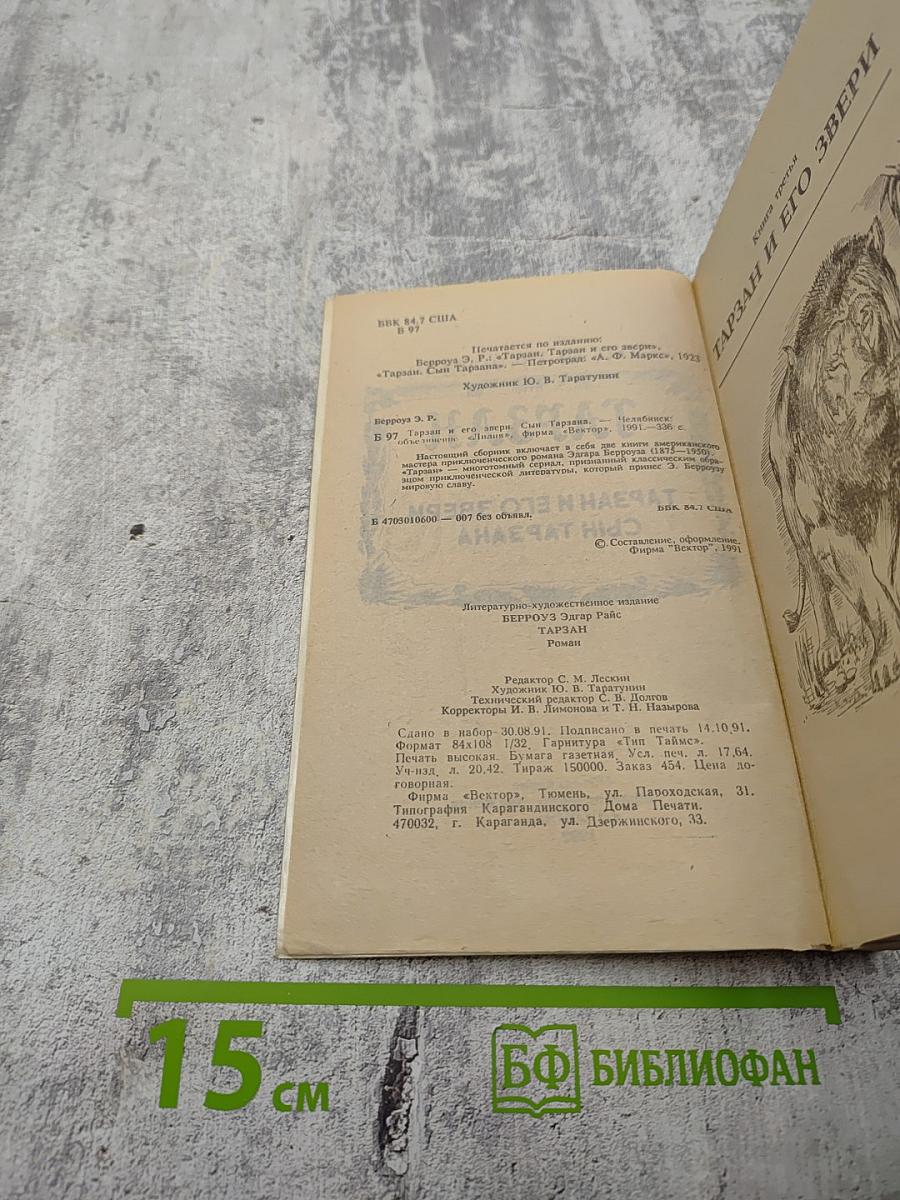 ББК 84.7 США
Б 97
Печатается по изданию:
Берроуз Э. Р.: «Тарзан. Тарзан и его звери»,
«Тарзан. Сын Тарзана». — Петроград: «А. Ф. Маркс», 1923
Художник Ю. В. Таратунин
Берроуз Э. Р.
Б 97 Тарзан и его звери. Сын Тарзана. — Челябинск:
объединение «Лилия», фирма «Вектор», 1991.—336 с.
Настоящий сборник включает в себя две книги американского
мастера приключенческого романа Эдгара Берроуза (1875—1950).
«Тарзан» — многотомный сериал, признанный классическим обра-
зцом приключенческой литературы, который принес Э. Берроузу
мировую славу.
Б 4703010600 — 007 без объявл.
ББК 84.7 США
© Составление, оформление.
Фирма "Вектор", 1991
Литературно-художественное издание
БЕРРОУЗ Эдгар Райс
ТАРЗАН
Роман
Редактор С. М. Лескин
Художник Ю. В. Таратунин
Технический редактор С. В. Долгов
Корректоры И. В. Лимонова и Т. Н. Назырова
Сдано в набор 30.08.91. Подписано в печать 14.10.91.
Формат 84х108 1/32. Гарнитура «Тип Таймс».
Печать высокая. Бумага газетная. Усл. печ. л. 17,64.
Уч-изд. л. 20,42. Тираж 150000. Заказ 454. Цена до-
говорная.
Фирма «Вектор», Тюмень, ул. Пароходская, 31.
Типография Карагандинского Дома Печати.
470032, г. Караганда, ул. Дзержинского, 33.
Книга третья
ТАРЗАН И ЕГО ЗВЕРИ
15 см
БФ БИБЛИОФАН